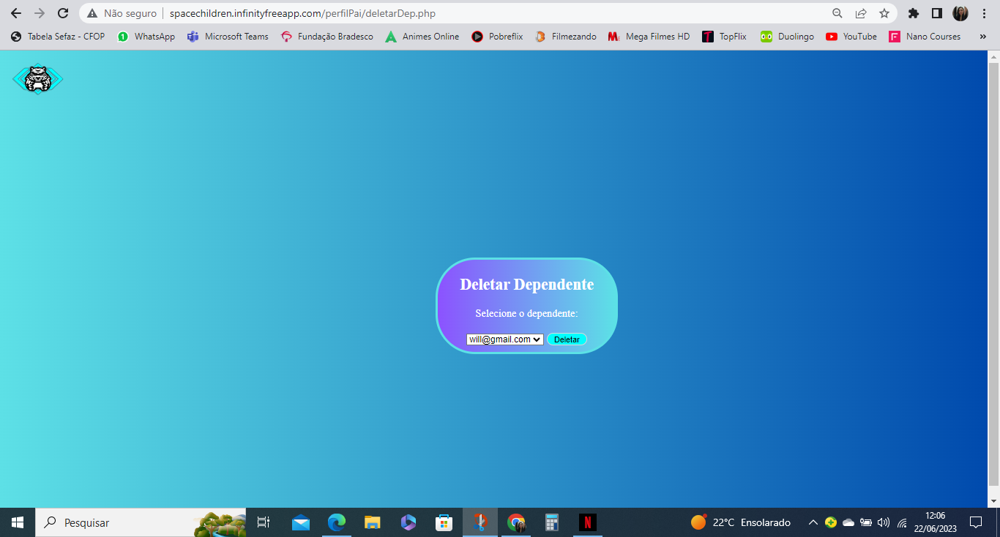 Não seguro | spacechildren.infinityfreeapp.com/perfilPai/deletarDep.php
Tabela Sefaz - CFOP WhatsApp Microsoft Teams Fundação Bradesco Animes Online Pobreflix Filmezando Mega Filmes HD TopFlix Duolingo YouTube Nano Courses »
Deletar Dependente
Selecione o dependente:
will@gmail.com Deletar
Pesquisar
22°C Ensolarado
12:06
22/06/2023